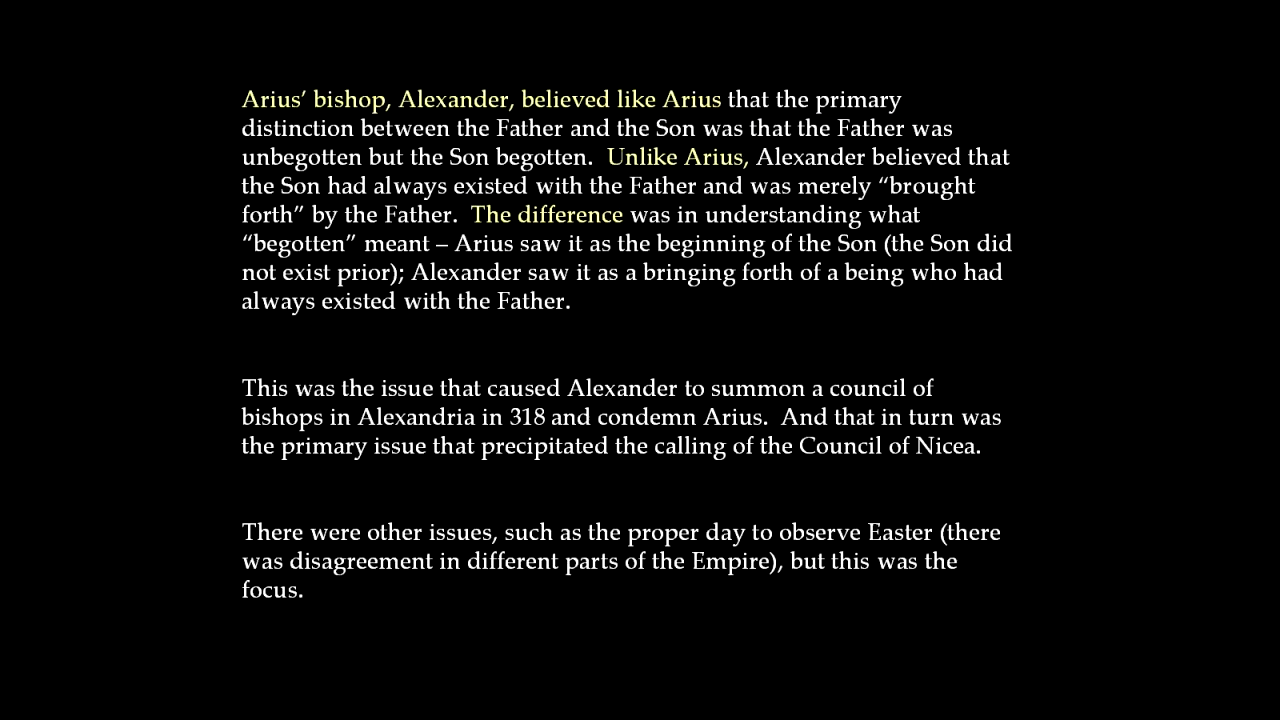 Arius’ bishop, Alexander, believed like Arius that the primary
distinction between the Father and the Son was that the Father was
unbegotten but the Son begotten.  Unlike Arius, Alexander believed that
the Son had always existed with the Father and was merely “brought
forth” by the Father.  The difference was in understanding what
“begotten” meant – Arius saw it as the beginning of the Son (the Son did
not exist prior); Alexander saw it as a bringing forth of a being who had
always existed with the Father.
This was the issue that caused Alexander to summon a council of
bishops in Alexandria in 318 and condemn Arius.  And that in turn was
the primary issue that precipitated the calling of the Council of Nicea.
There were other issues, such as the proper day to observe Easter (there
was disagreement in different parts of the Empire), but this was the
focus.